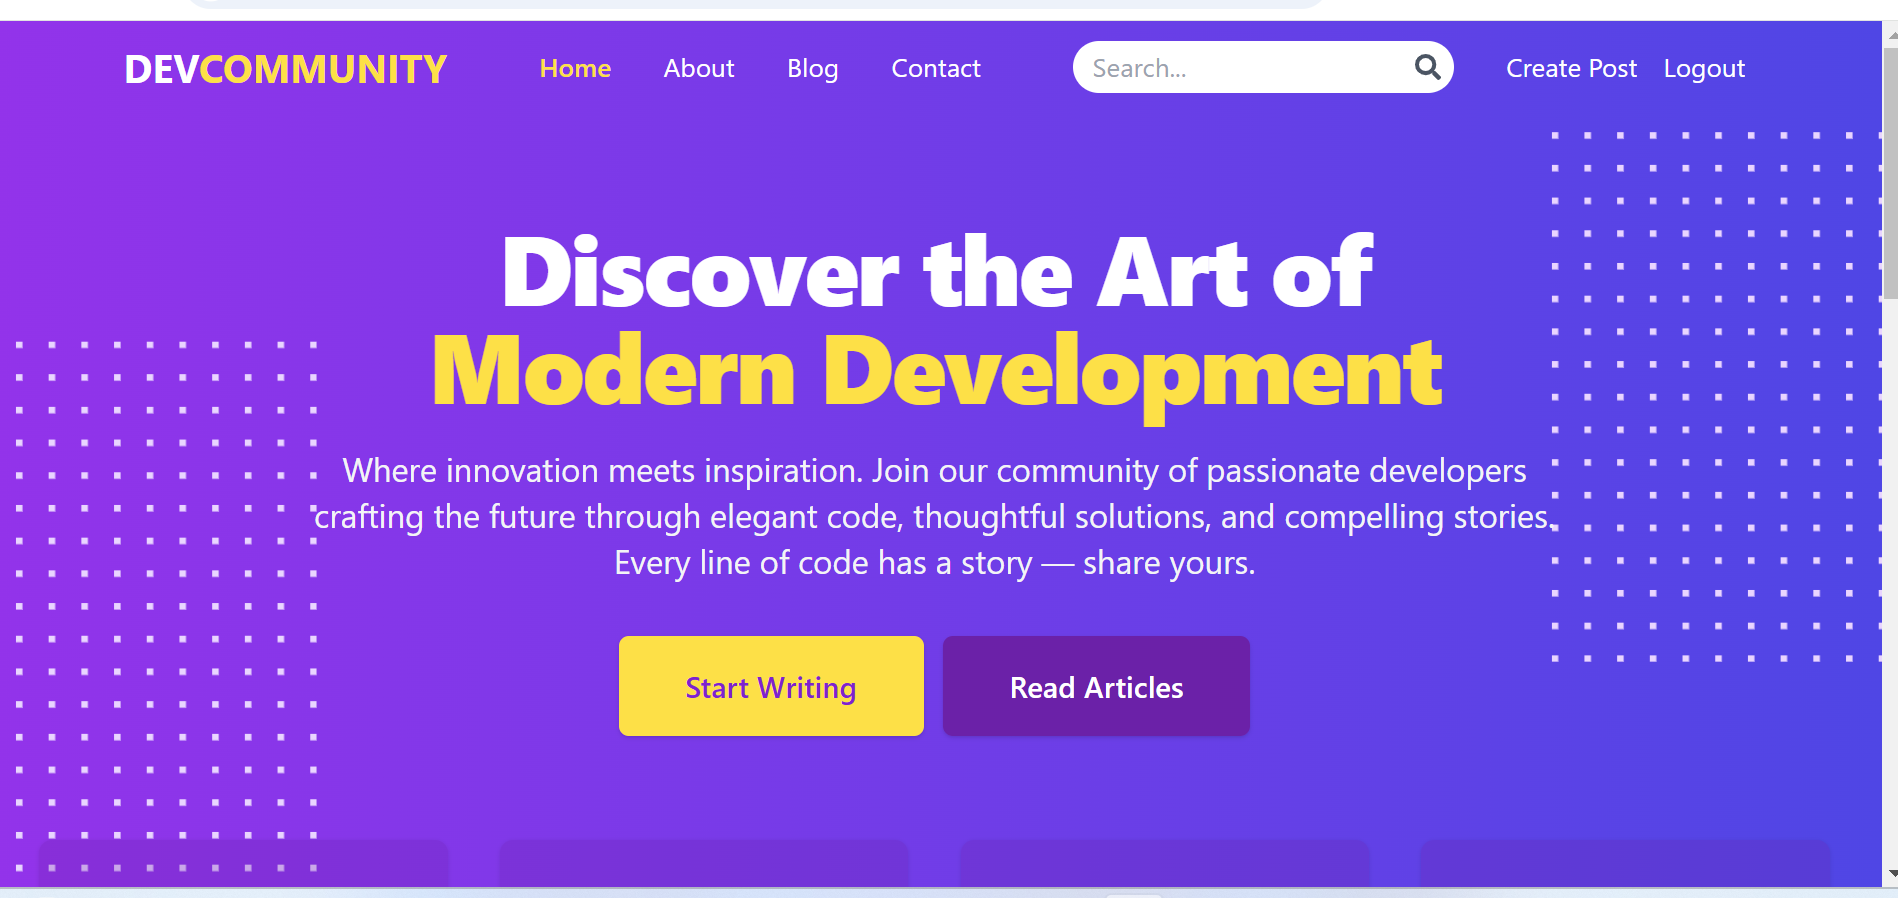 DEVCOMMUNITY
Home About Blog Contact Search... Create Post Logout
Discover the Art of
Modern Development
Where innovation meets inspiration. Join our community of passionate developers
crafting the future through elegant code, thoughtful solutions, and compelling stories.
Every line of code has a story — share yours.
Start Writing Read Articles